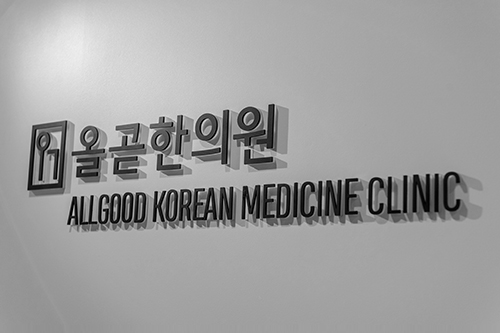 올곧한의원
ALLGOOD KOREAN MEDICINE CLINIC